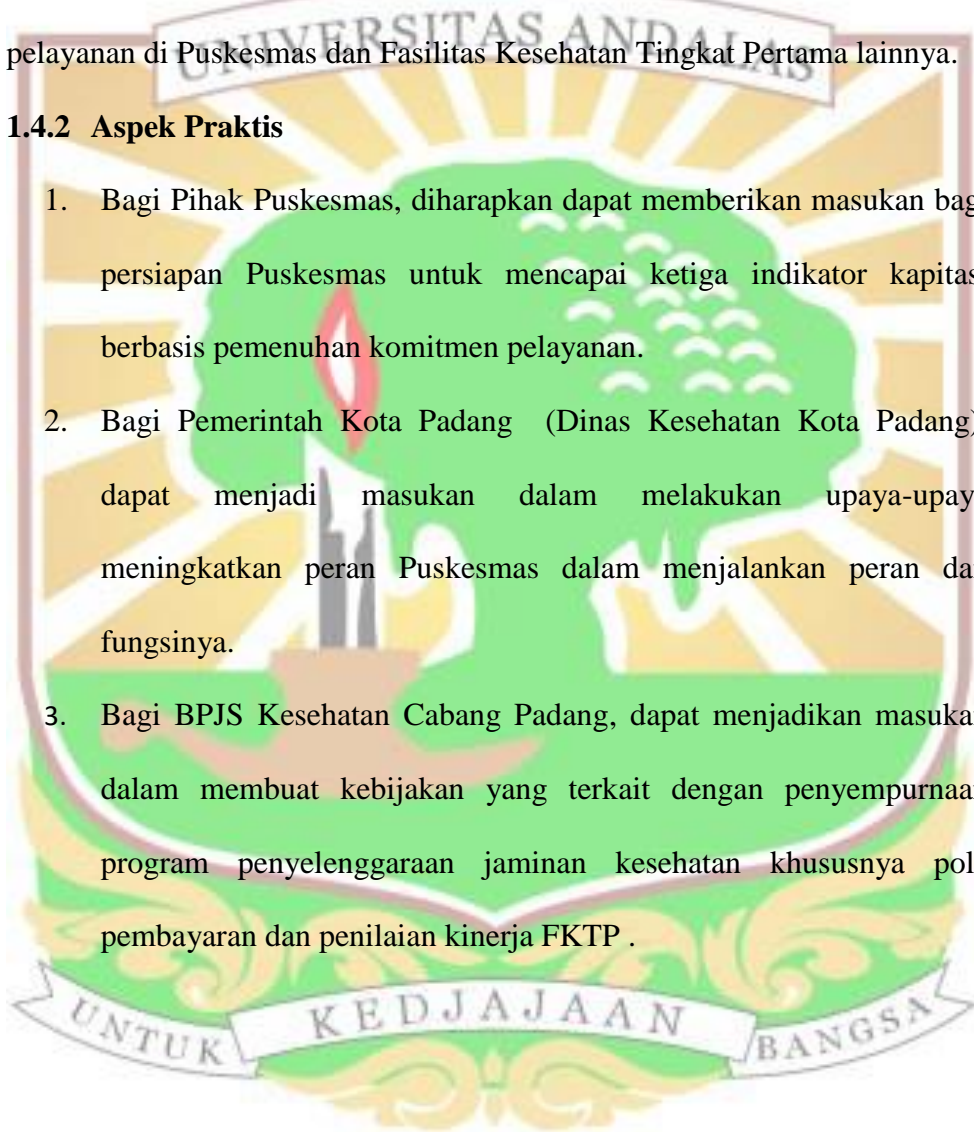 UNIVERSITAS ANDALAS
pelayanan di Puskesmas dan Fasilitas Kesehatan Tingkat Pertama lainnya.
1.4.2 Aspek Praktis
1. Bagi Pihak Puskesmas, diharapkan dapat memberikan masukan bag
persiapan Puskesmas untuk mencapai ketiga indikator kapitas
berbasis pemenuhan komitmen pelayanan.
2. Bagi Pemerintah Kota Padang (Dinas Kesehatan Kota Padang)
dapat menjadi masukan dalam melakukan upaya-upay
meningkatkan peran Puskesmas dalam menjalankan peran da
fungsinya.
3. Bagi BPJS Kesehatan Cabang Padang, dapat menjadikan masuka
dalam membuat kebijakan yang terkait dengan penyempurnaa
program penyelenggaraan jaminan kesehatan khususnya pol
pembayaran dan penilaian kinerja FKTP .
UNTUK KEDJAJAAN BANGSA